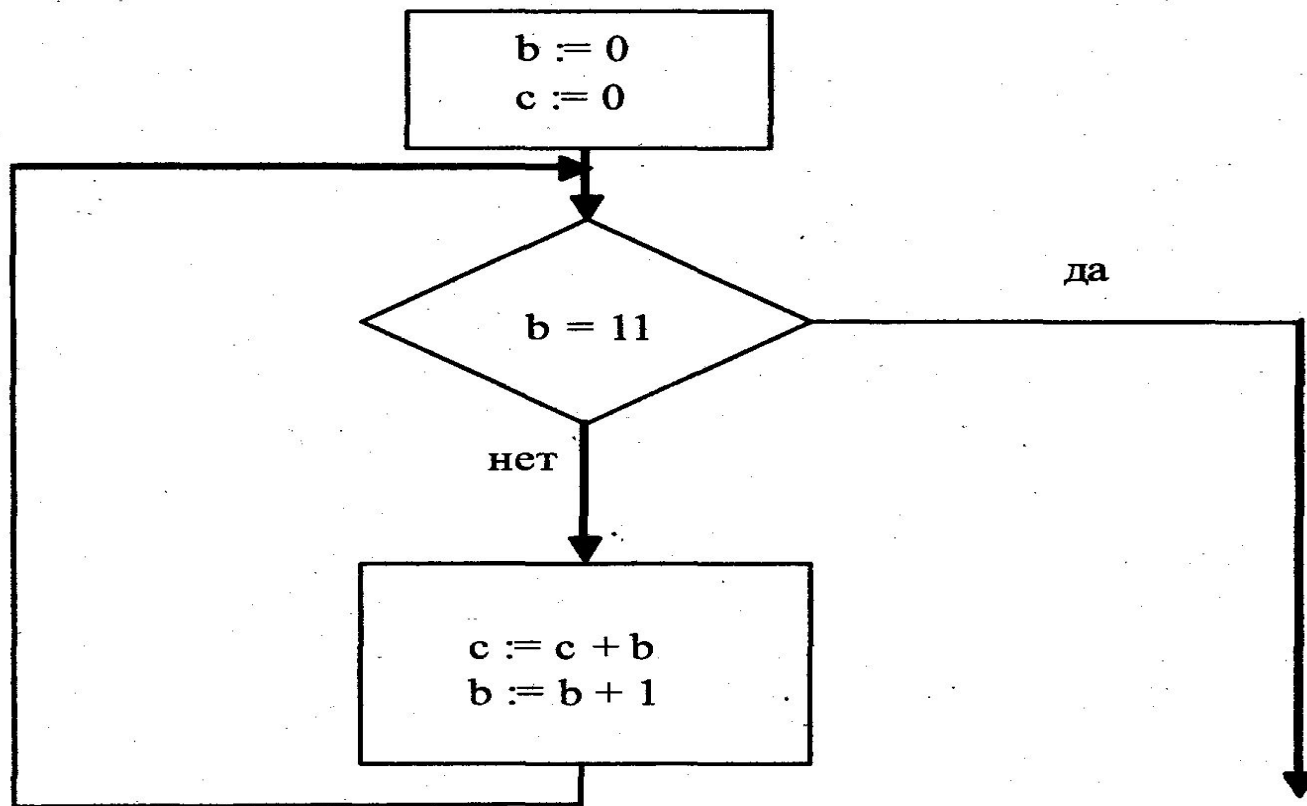 b := 0
c := 0
да
b = 11
нет
c := c + b
b := b + 1